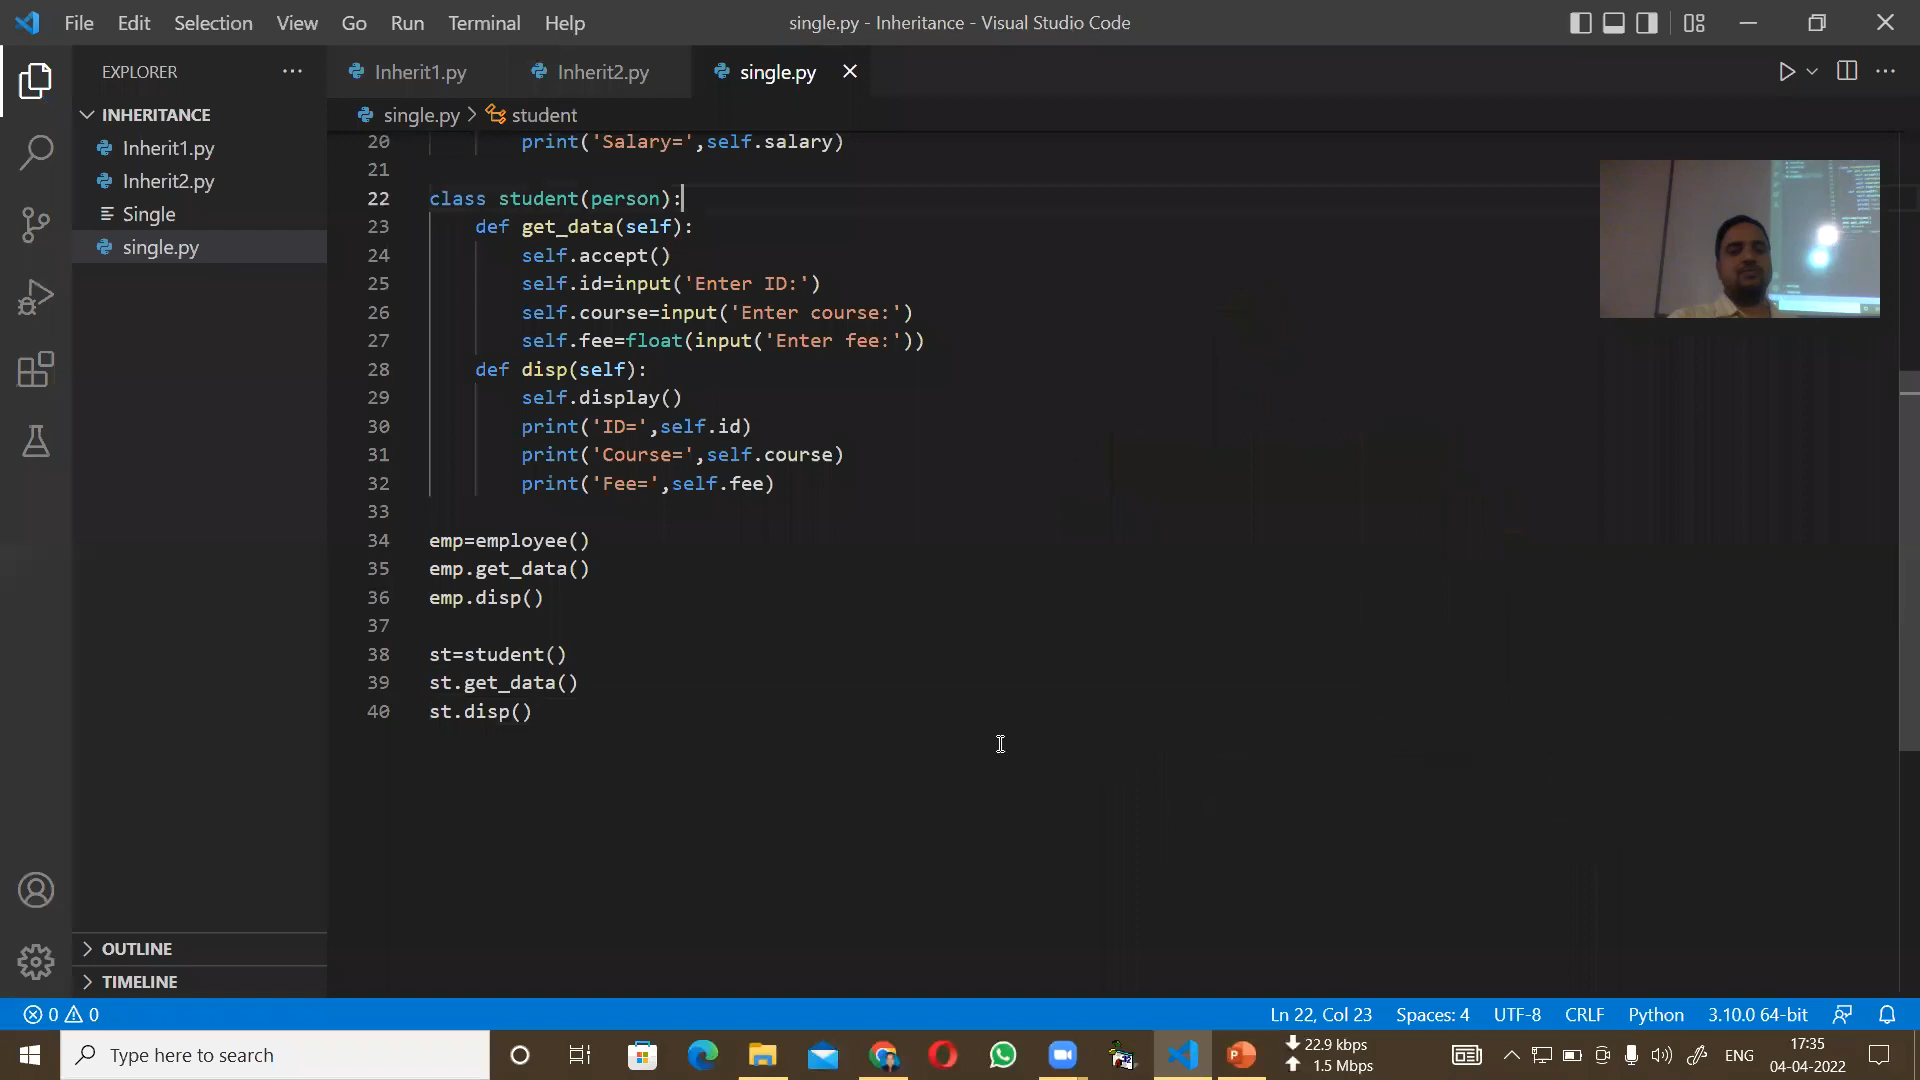 File Edit Selection View Go Run Terminal Help
single.py - Inheritance - Visual Studio Code
EXPLORER
Inherit1.py Inherit2.py single.py
INHERITANCE
Inherit1.py
Inherit2.py
Single
single.py
OUTLINE
TIMELINE
single.py > student
20 print('Salary=',self.salary)
21
22 class student(person):
23 def get_data(self):
24 self.accept()
25 self.id=input('Enter ID:')
26 self.course=input('Enter course:')
27 self.fee=float(input('Enter fee:'))
28 def disp(self):
29 self.display()
30 print('ID=',self.id)
31 print('Course=',self.course)
32 print('Fee=',self.fee)
33
34 emp=employee()
35 emp.get_data()
36 emp.disp()
37
38 st=student()
39 st.get_data()
40 st.disp()
0 0
Ln 22, Col 23 Spaces: 4 UTF-8 CRLF Python 3.10.0 64-bit
Type here to search
22.9 kbps
1.5 Mbps
ENG
17:35
04-04-2022